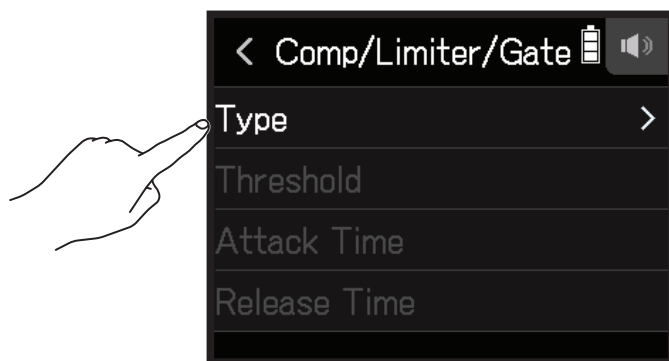 Comp/Limiter/Gate
Type
Threshold
Attack Time
Release Time